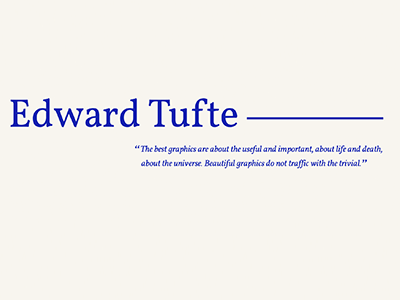 Edward Tufte
“The best graphics are about the useful and important, about life and death,
about the universe. Beautiful graphics do not traffic with the trivial.”